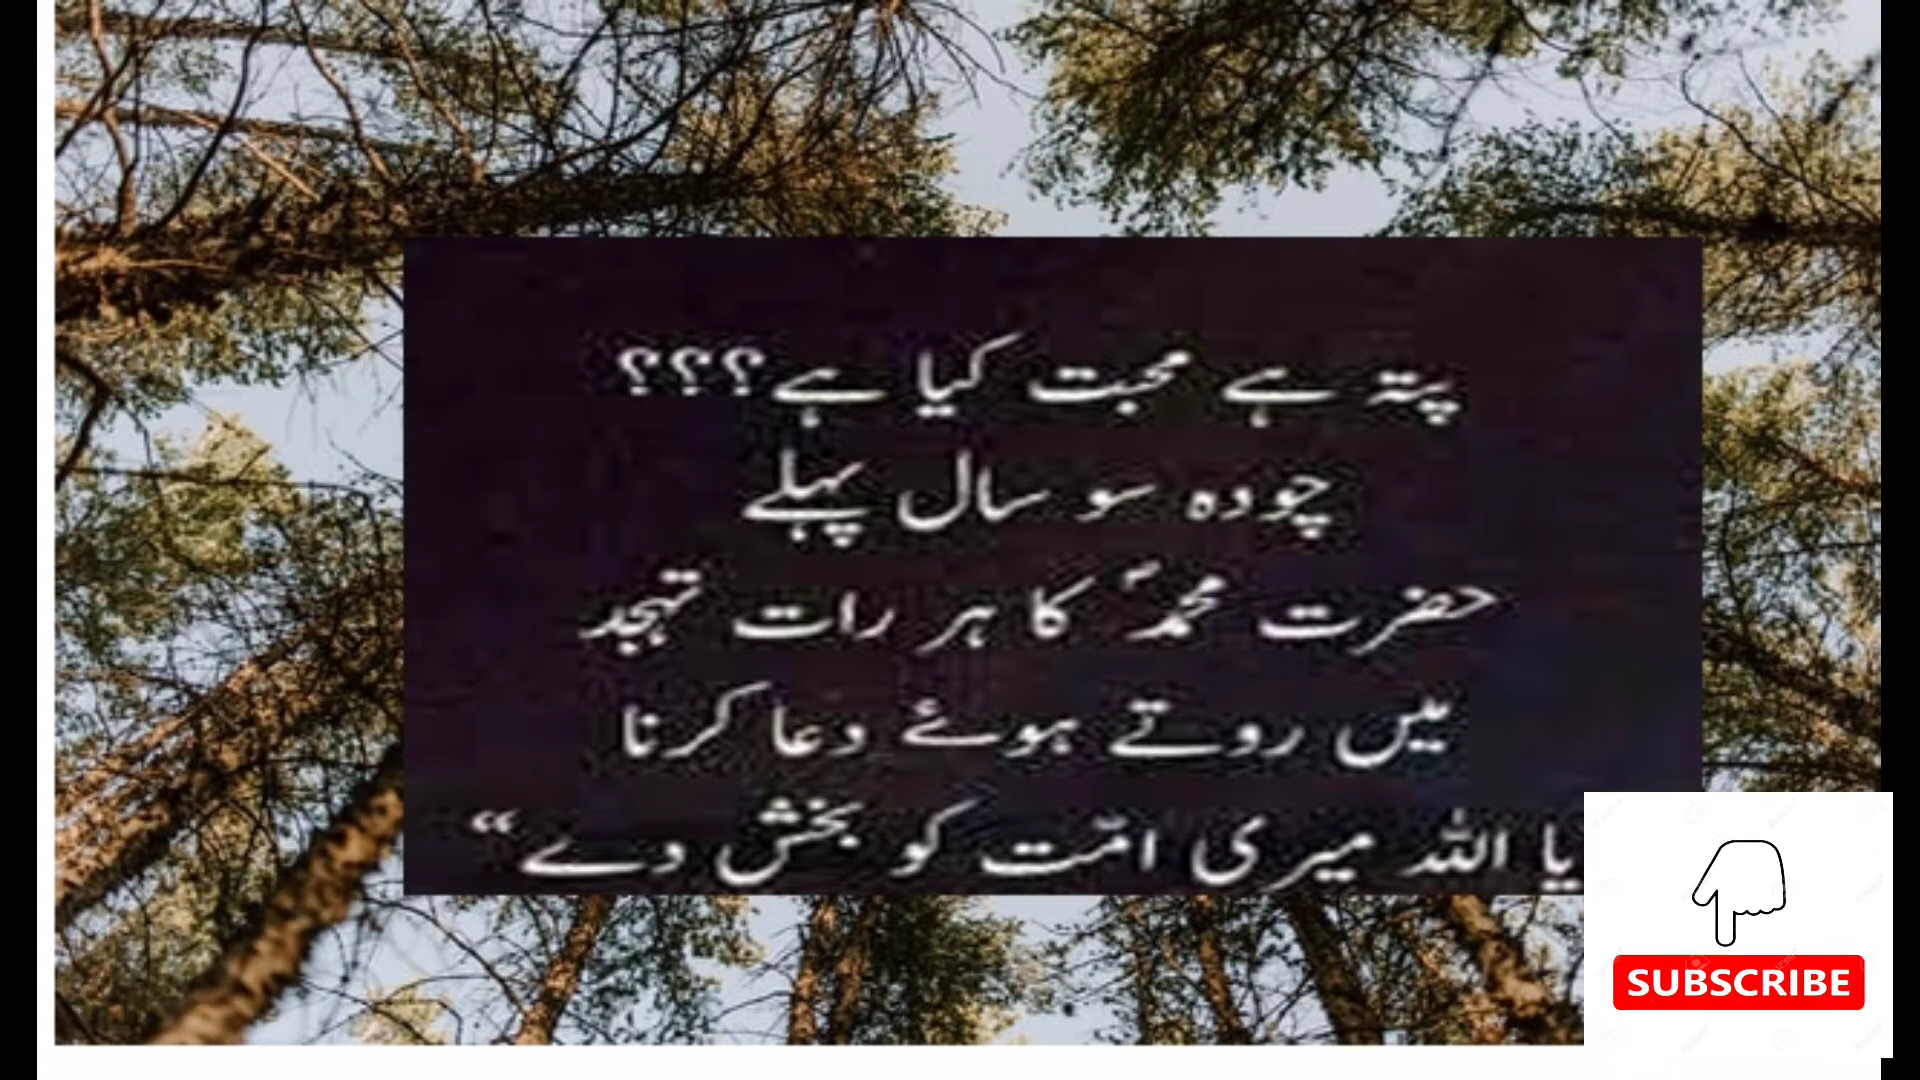 پتہ ہے محبت کیا ہے؟؟؟
چودہ سو سال پہلے
حضرت محمدؐ کا ہر رات تہجد
میں روتے ہوئے دعا کرنا
یا اللہ میری امّت کو بخش دے“
SUBSCRIBE